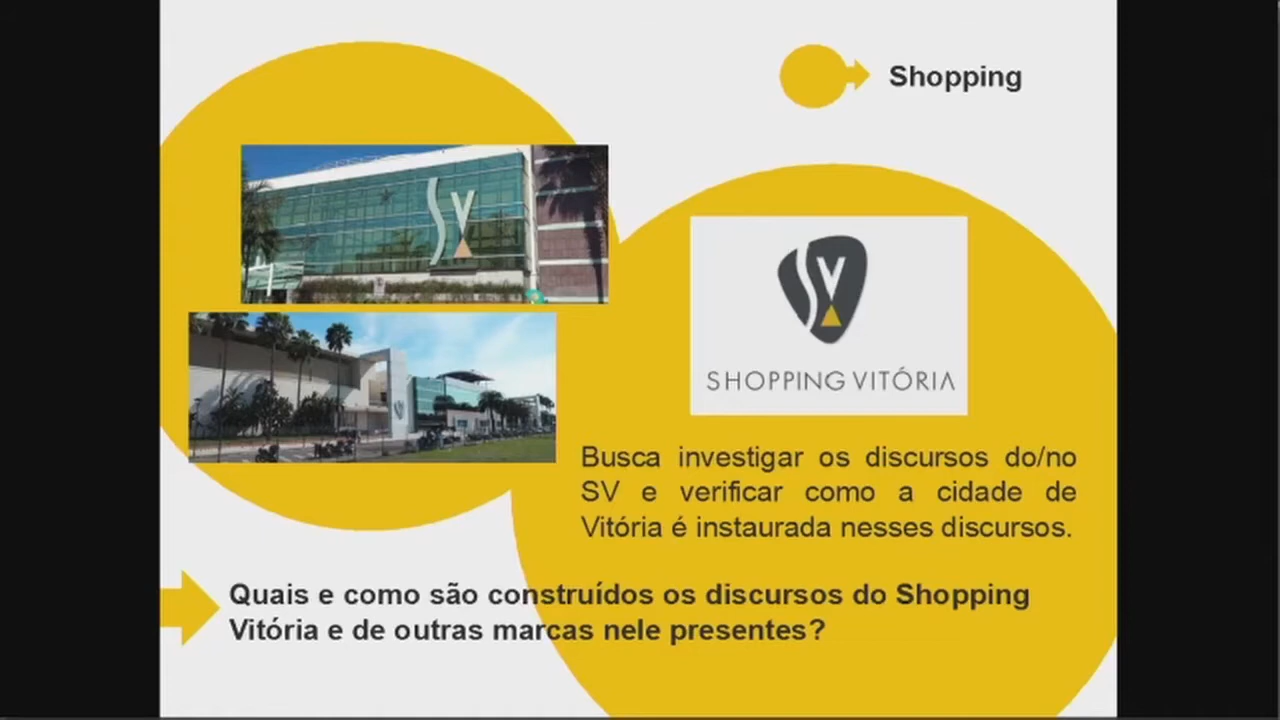 Shopping
SV
SV
SHOPPING VITÓRIA
Busca investigar os discursos do/no
SV e verificar como a cidade de
Vitória é instaurada nesses discursos.
Quais e como são construídos os discursos do Shopping
Vitória e de outras marcas nele presentes?